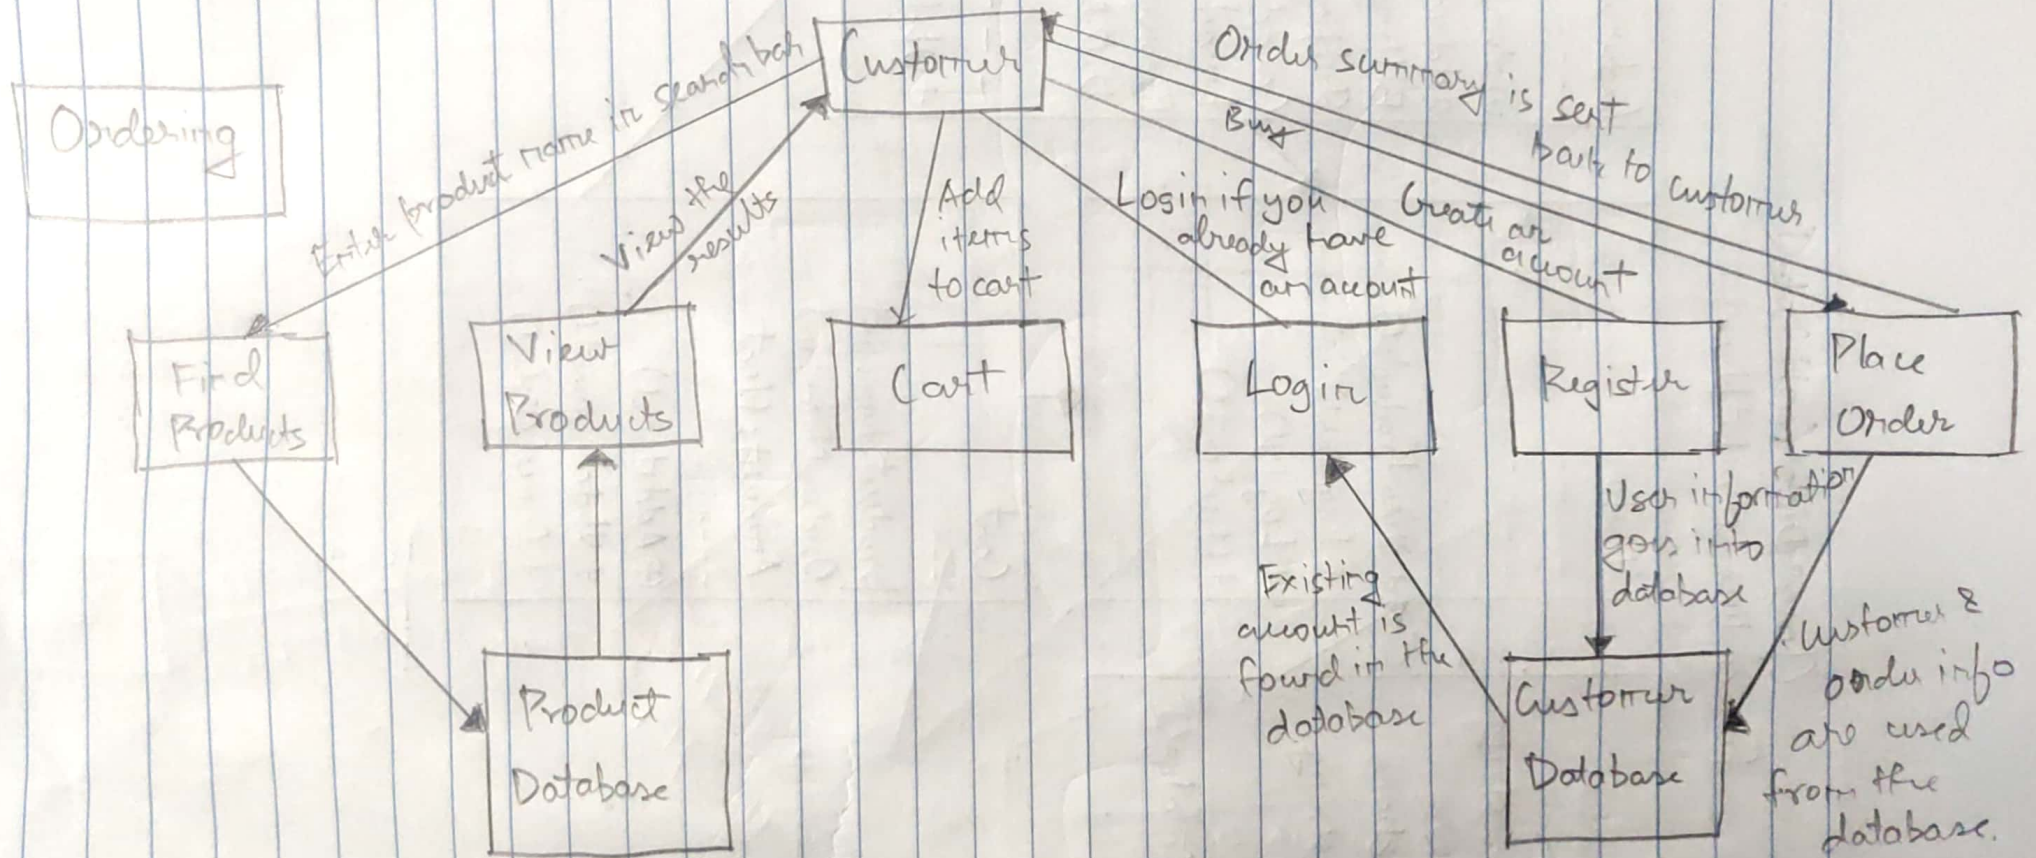 Customer
Ordering
Enter product name in search bar
View the
results
Add
items
to cart
Login if you
already have
an account
Create an
account
Buy
Order summary is sent
back to customer
Find
Products
View
Products
Cart
Login
Register
Place
Order
Existing
account is
found in the
database
User information
goes into
database
Customer &
order info
are used
from the
database.
Product
Database
Customer
Database